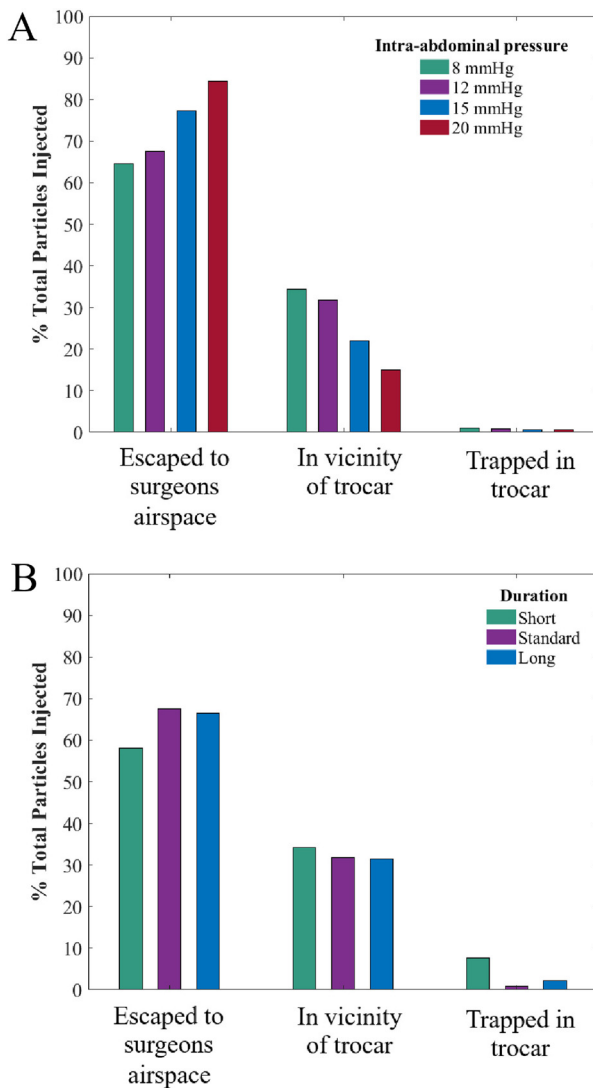 A
100
90
80
70
60
50
40
30
20
10
0
% Total Particles Injected
Intra-abdominal pressure
8 mmHg
12 mmHg
15 mmHg
20 mmHg
Escaped to
surgeons
airspace
In vicinity
of trocar
Trapped in
trocar
B
100
90
80
70
60
50
40
30
20
10
0
% Total Particles Injected
Duration
Short
Standard
Long
Escaped to
surgeons
airspace
In vicinity
of trocar
Trapped in
trocar